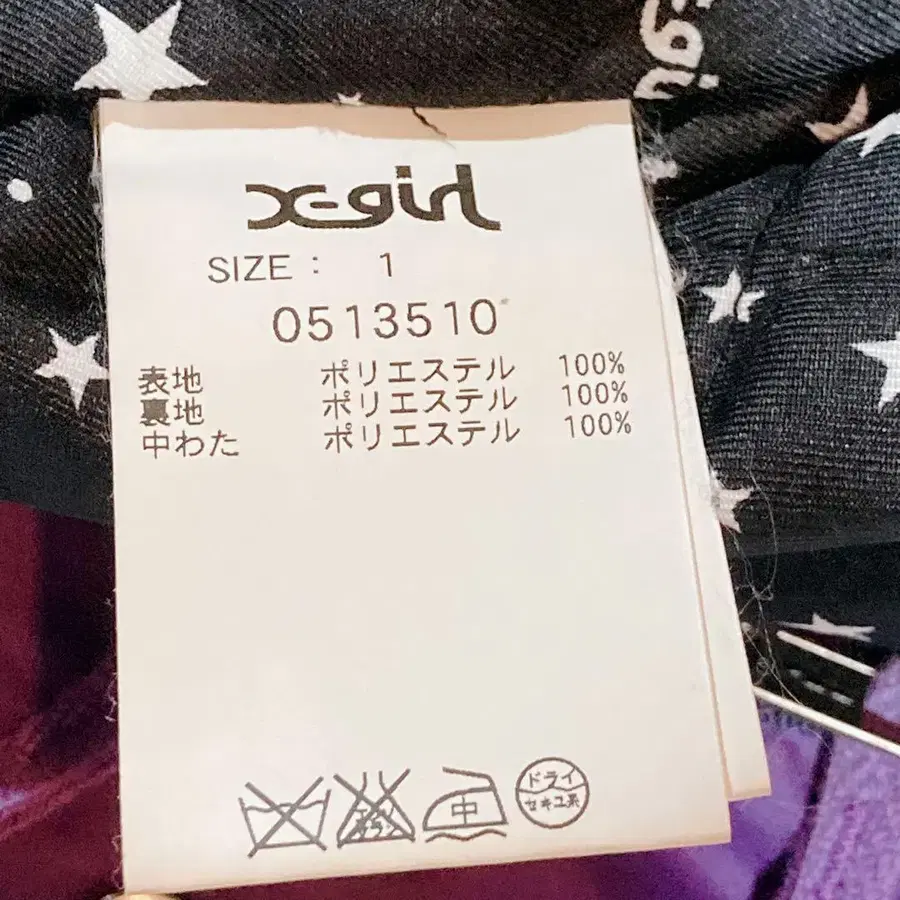 X-gi
X-girl
SIZE : 1
0513510
表地 ポリエステル 100%
裏地 ポリエステル 100%
中わた ポリエステル 100%
中
ドライ
セキユ系